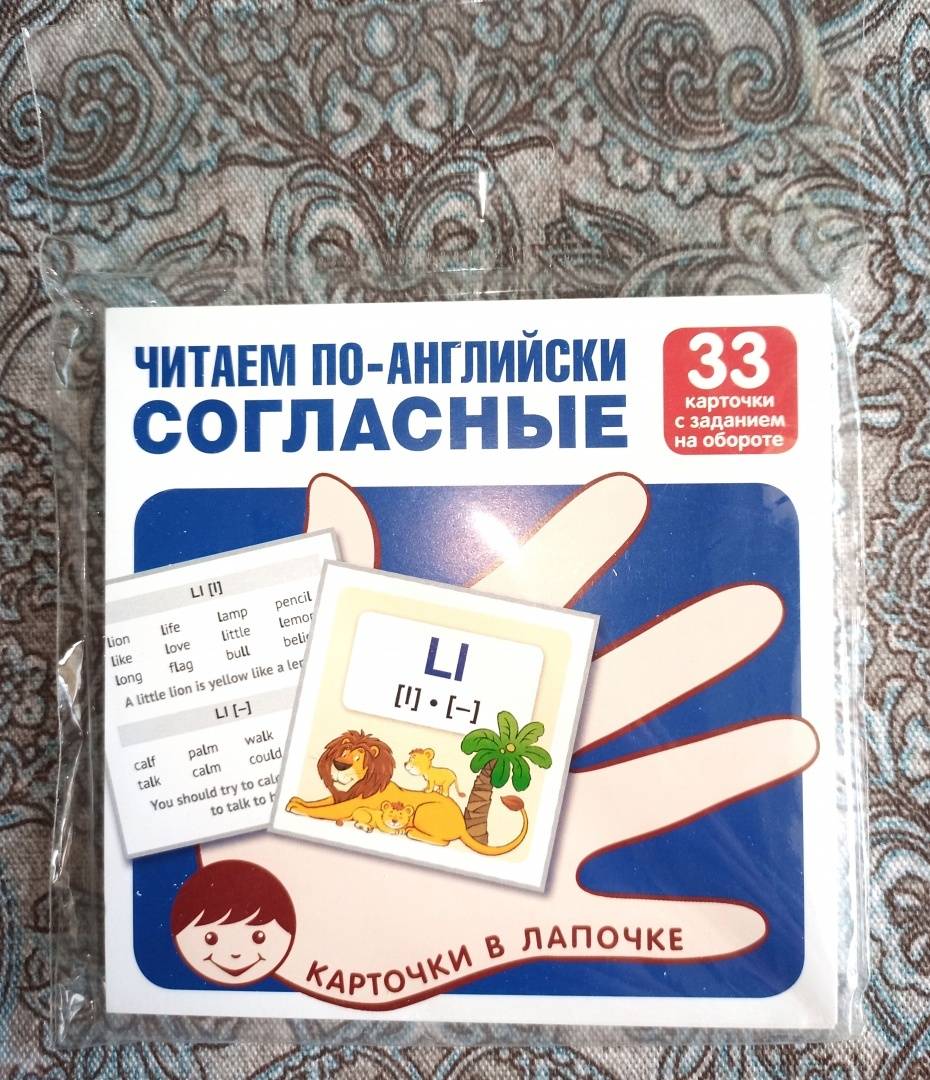 ЧИТАЕМ ПО-АНГЛИЙСКИ
СОГЛАСНЫЕ
33
карточки
с заданием
на обороте
Ll [l]
lion life lamp pencil
like love little
long flag bull
A little lion is yellow like a
Ll [–]
calf palm walk
talk calm could
You should try to
to talk to
Ll
[l] • [–]
КАРТОЧКИ В ЛАПОЧКЕ